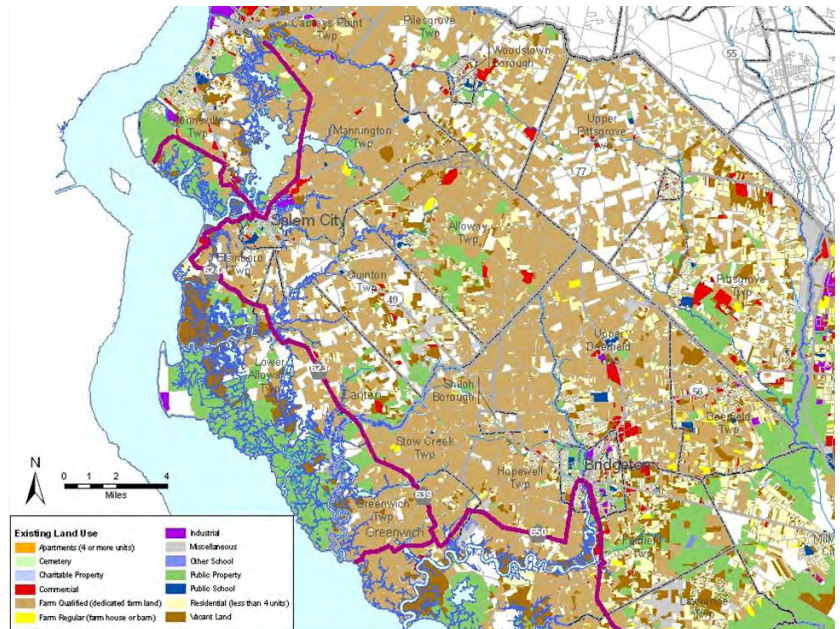 Carneys Point
Twp
Pilesgrove
Twp
Woodstown
Borough
55
Pennsville
Twp
Mannington
Twp
Upper
Pittsgrove
Twp
77
Salem City
Alloway
Twp
Elsinboro
Twp
624
Quinton
Twp
49
Pittsgrove
Twp
Upper
Deerfield
Lower
Alloways
623
Canton
Shiloh
Borough
56
Deerfield
Twp
Stow Creek
Twp
Hopewell
Twp
Bridgeton
639
Greenwich
Twp
Greenwich
650
Fairfield
Twp
Lawrence
Twp
N
0 1 2 4
Miles
Existing Land Use
Apartments (4 or more units)
Cemetery
Charitable Property
Commercial
Farm Qualified (dedicated farm land)
Farm Regular (farm house or barn)
Industrial
Miscellaneous
Other School
Public Property
Public School
Residential (less than 4 units)
Vacant Land